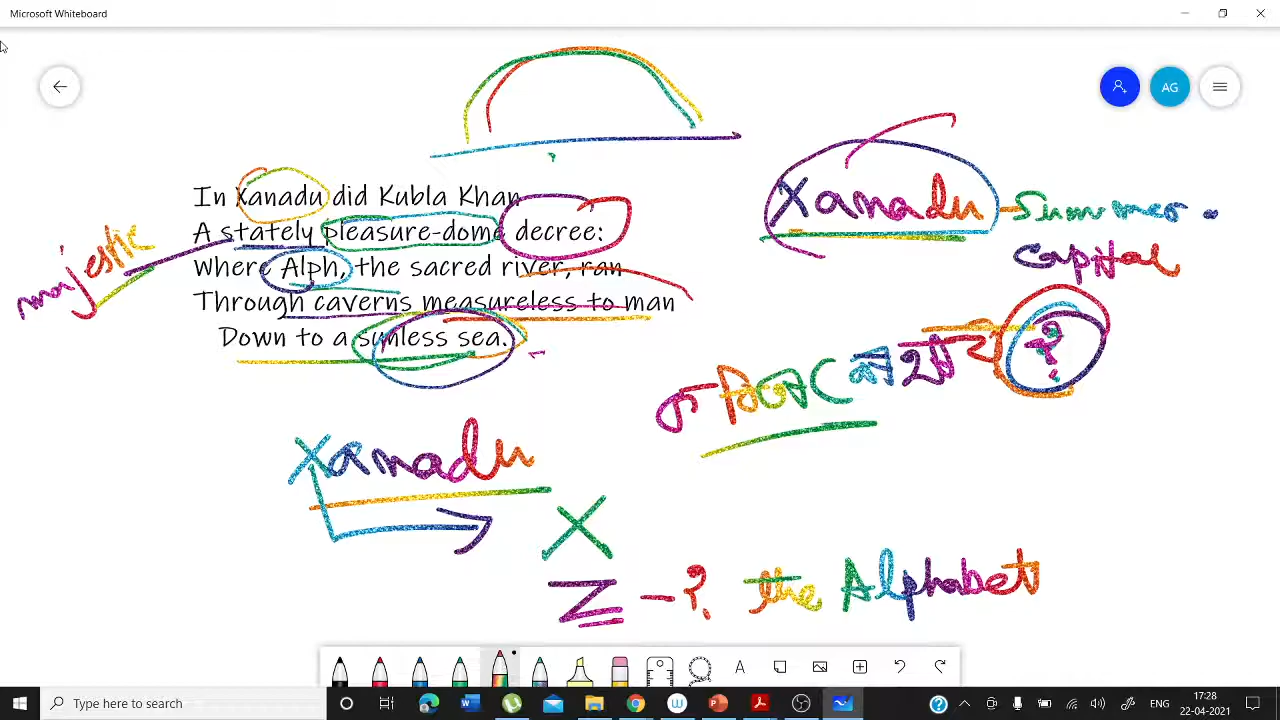 Microsoft Whiteboard
AG
In Xanadu did Kubla Khan
A stately pleasure-dome decree:
Where Alph, the sacred river, ran
Through caverns measureless to man
Down to a sunless sea.
majestic
Xanadu - Summer
Capital
?
Xanadu
X
Z - ? the Alphabet
A
Type here to search
ENG
17:28
22-04-2021